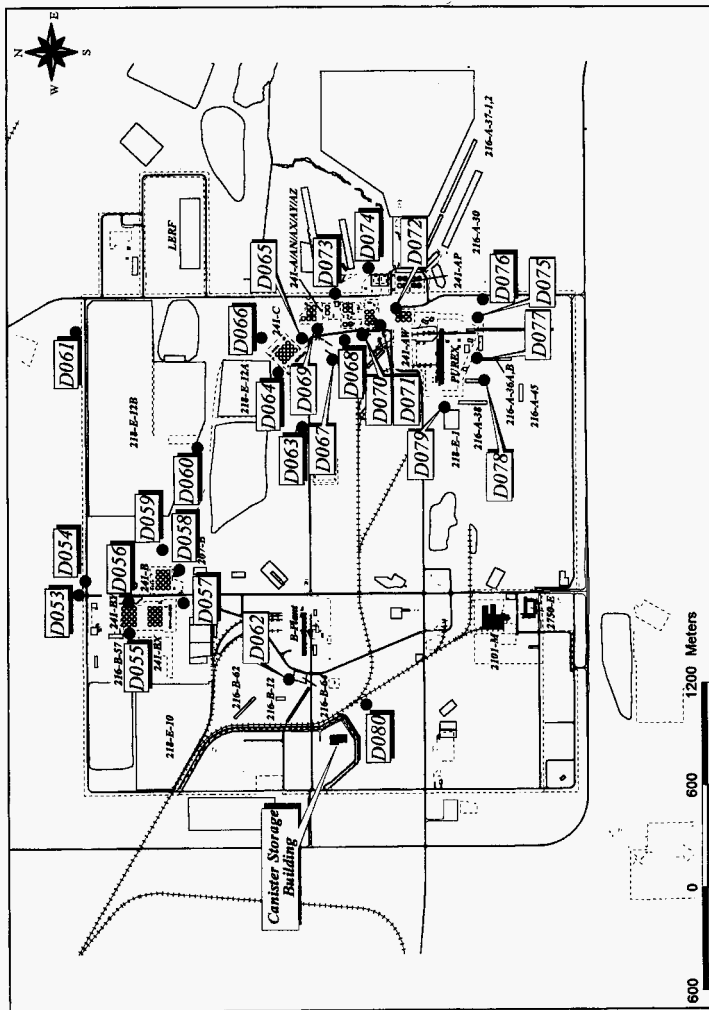 N
E
W
S
D061
LERF
218-E-12B
D066
D065
241-C
241-A/AN/AX/AY/AZ
D073
D074
D054
D053
D060
D064
218-E-12A
D059
D056
D058
241-B
207-B
D063
D069
D067
D068
D070
D071
D072
241-AW
241-AP
216-A-37-1,2
216-A-30
D057
D055
216-B-57
241-BX
D062
D079
PUREX
D076
D075
D077
218-E-1
216-A-38
D078
216-A-36A,B
216-A-45
B-Plant
216-B-62
216-B-12
218-E-10
D080
2101-M
2750-E
Canister Storage
Building
600
0
600
1200 Meters